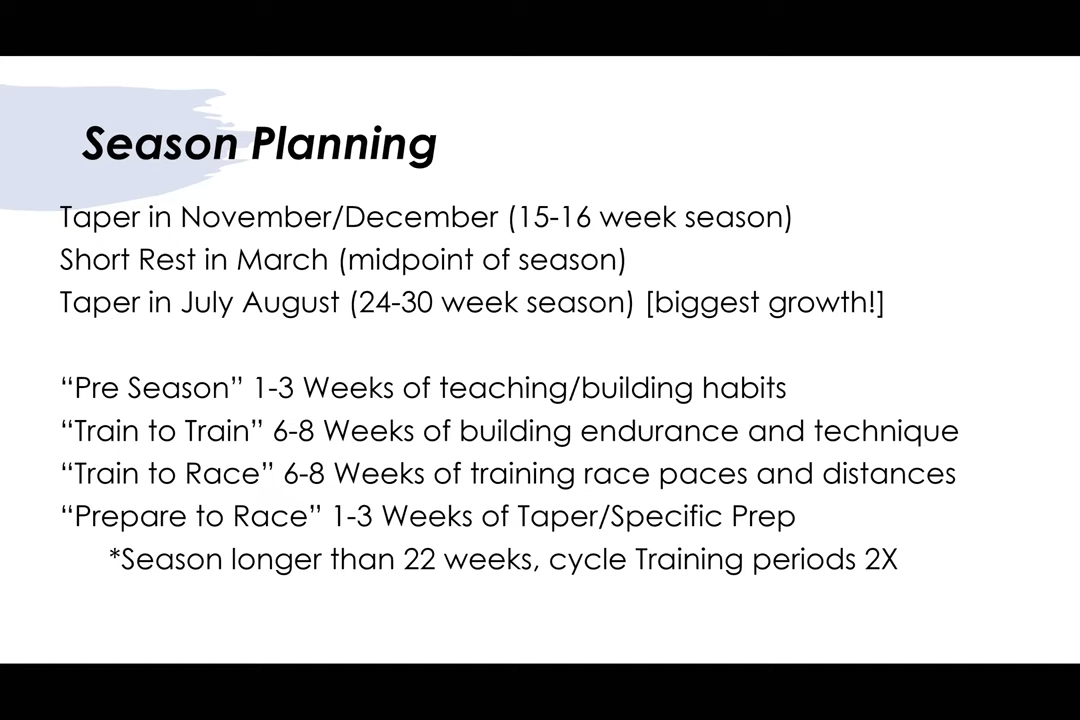 Season Planning
Taper in November/December (15-16 week season)
Short Rest in March (midpoint of season)
Taper in July August (24-30 week season) [biggest growth!]
“Pre Season” 1-3 Weeks of teaching/building habits
“Train to Train” 6-8 Weeks of building endurance and technique
“Train to Race” 6-8 Weeks of training race paces and distances
“Prepare to Race” 1-3 Weeks of Taper/Specific Prep
*Season longer than 22 weeks, cycle Training periods 2X